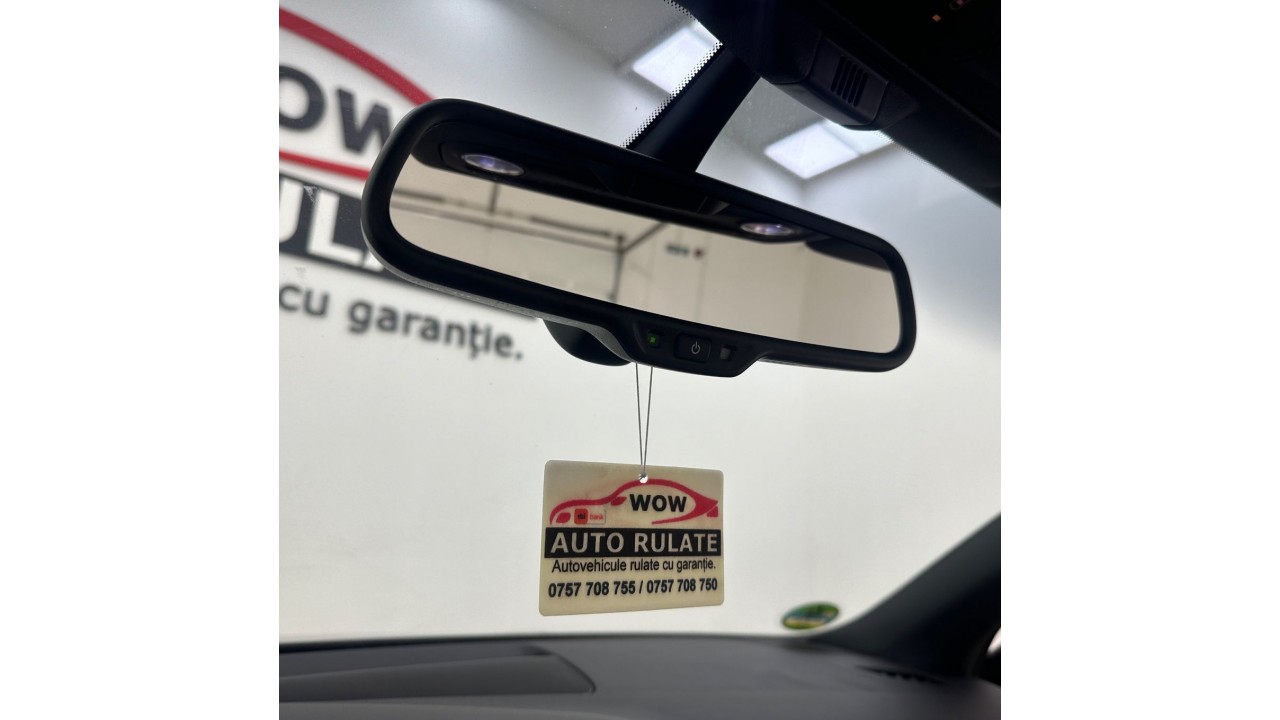 WOW
cu garanție.
WOW
AUTO RULATE
Autovehicule rulate cu garanție.
0757 708 755 / 0757 708 750